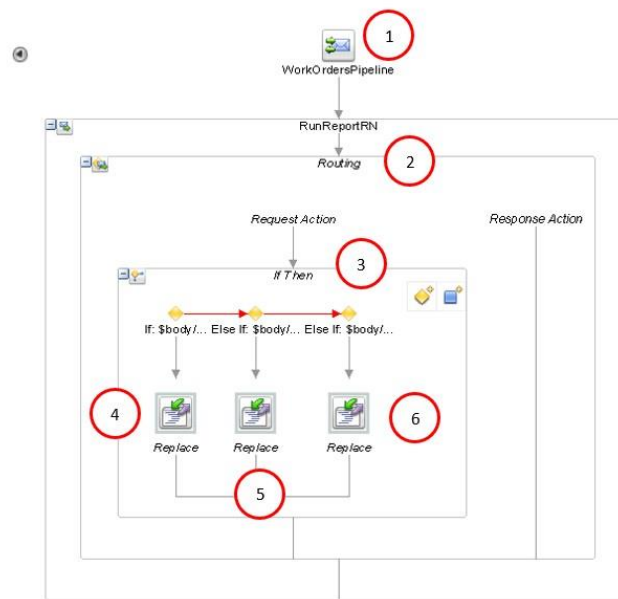 1
WorkOrdersPipeline
RunReportRN
2
Routing
Request Action
Response Action
3
If Then
If: $body/... Else If: $body/... Else If: $body/...
4
6
Replace Replace Replace
5